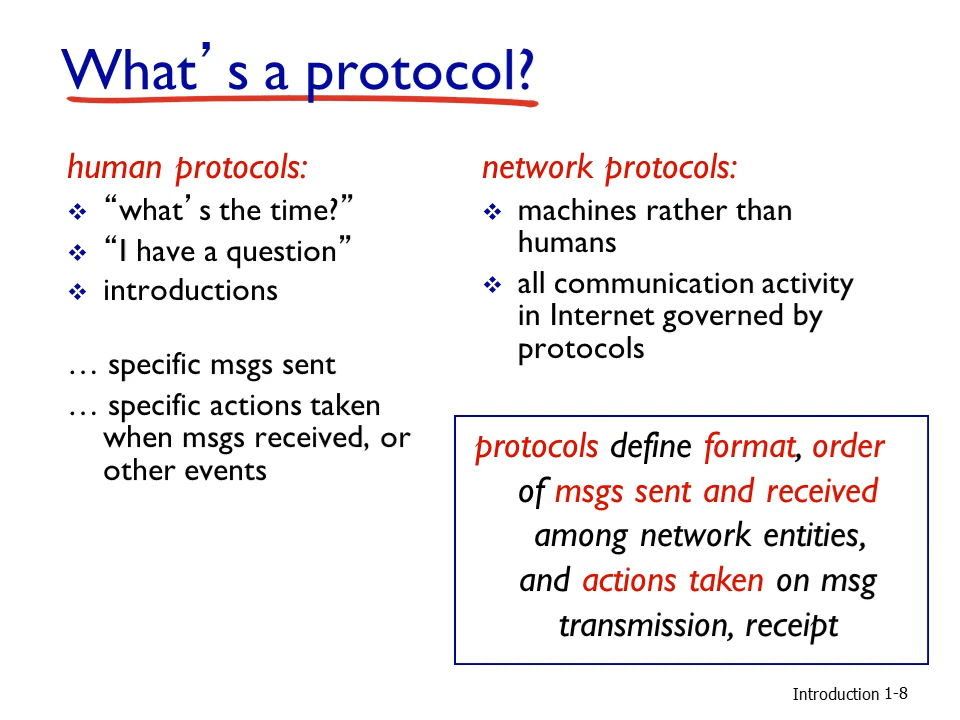 What’s a protocol?
human protocols:
“what’s the time?”
“I have a question”
introductions
… specific msgs sent
… specific actions taken
when msgs received, or
other events
network protocols:
machines rather than
humans
all communication activity
in Internet governed by
protocols
protocols define format, order
of msgs sent and received
among network entities,
and actions taken on msg
transmission, receipt
Introduction 1-8